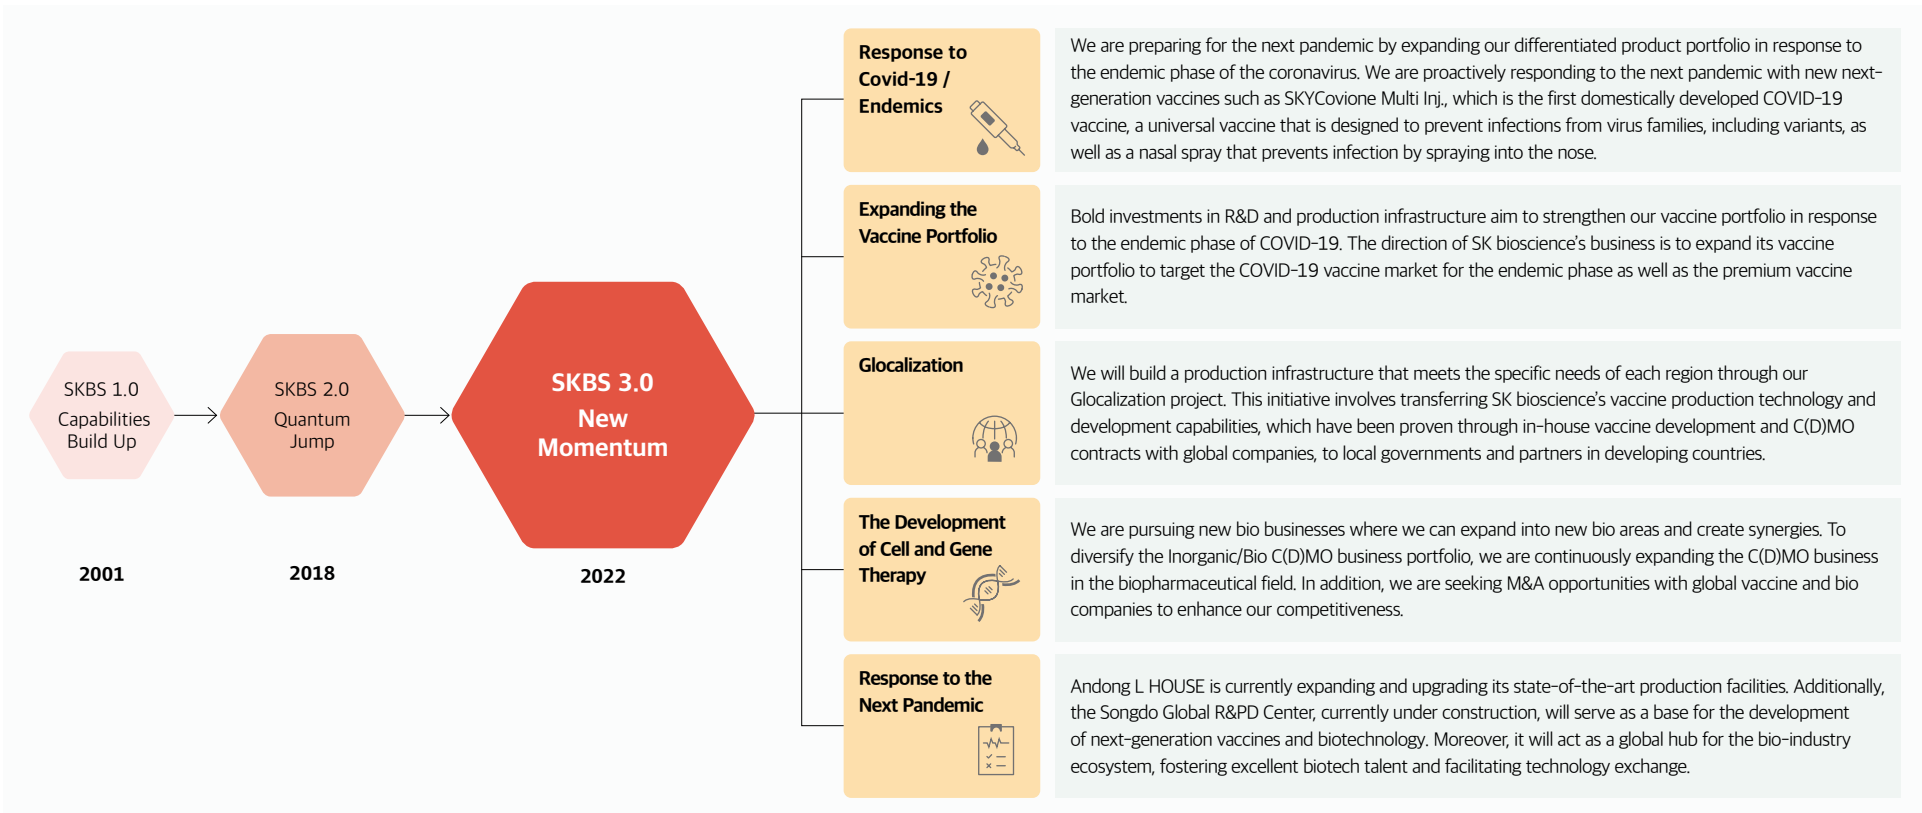 SKBS 1.0
Capabilities
Build Up
2001
SKBS 2.0
Quantum
Jump
2018
SKBS 3.0
New
Momentum
2022
Response to
Covid-19 /
Endemics
We are preparing for the next pandemic by expanding our differentiated product portfolio in response to
the endemic phase of the coronavirus. We are proactively responding to the next pandemic with new next-
generation vaccines such as SKYCovione Multi Inj., which is the first domestically developed COVID-19
vaccine, a universal vaccine that is designed to prevent infections from virus families, including variants, as
well as a nasal spray that prevents infection by spraying into the nose.
Expanding the
Vaccine Portfolio
Bold investments in R&D and production infrastructure aim to strengthen our vaccine portfolio in response
to the endemic phase of COVID-19. The direction of SK bioscience's business is to expand its vaccine
portfolio to target the COVID-19 vaccine market for the endemic phase as well as the premium vaccine
market.
Glocalization
We will build a production infrastructure that meets the specific needs of each region through our
Glocalization project. This initiative involves transferring SK bioscience's vaccine production technology and
development capabilities, which have been proven through in-house vaccine development and C(D)MO
contracts with global companies, to local governments and partners in developing countries.
The Development
of Cell and Gene
Therapy
We are pursuing new bio businesses where we can expand into new bio areas and create synergies. To
diversify the Inorganic/Bio C(D)MO business portfolio, we are continuously expanding the C(D)MO business
in the biopharmaceutical field. In addition, we are seeking M&A opportunities with global vaccine and bio
companies to enhance our competitiveness.
Response to the
Next Pandemic
Andong L HOUSE is currently expanding and upgrading its state-of-the-art production facilities. Additionally,
the Songdo Global R&PD Center, currently under construction, will serve as a base for the development
of next-generation vaccines and biotechnology. Moreover, it will act as a global hub for the bio-industry
ecosystem, fostering excellent biotech talent and facilitating technology exchange.